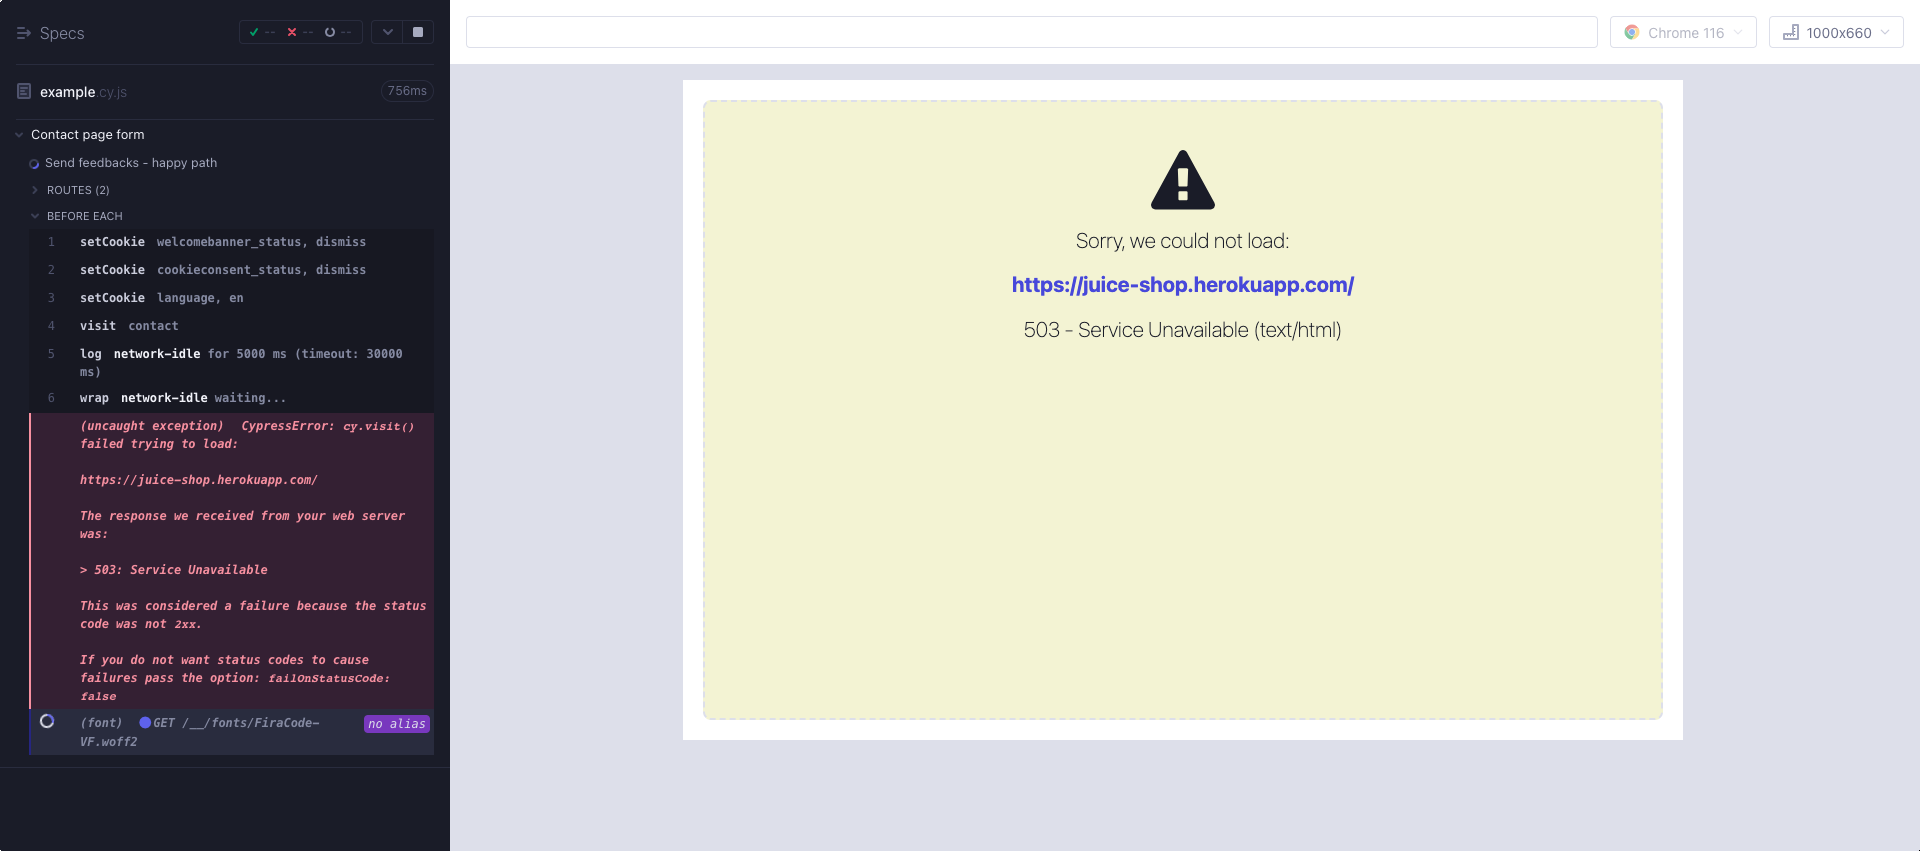 Specs
-- -- --
example.cy.js
756ms
Contact page form
Send feedbacks - happy path
ROUTES (2)
BEFORE EACH
1 setCookie welcomebanner_status, dismiss
2 setCookie cookieconsent_status, dismiss
3 setCookie language, en
4 visit contact
5 log network-idle for 5000 ms (timeout: 30000
ms)
6 wrap network-idle waiting...
(uncaught exception) CypressError: cy.visit()
failed trying to load:
https://juice-shop.herokuapp.com/
The response we received from your web server
was:
> 503: Service Unavailable
This was considered a failure because the status
code was not 2xx.
If you do not want status codes to cause
failures pass the option: failOnStatusCode:
false
(font) GET /__/fonts/FiraCode-
VF.woff2
no alias
Chrome 116
1000x660
Sorry, we could not load:
https://juice-shop.herokuapp.com/
503 - Service Unavailable (text/html)